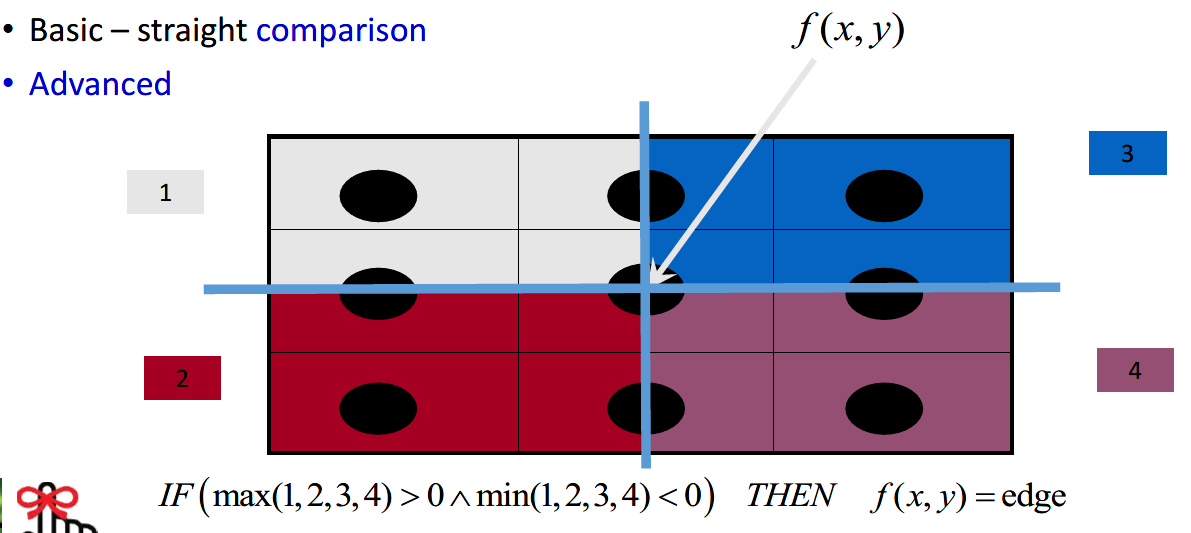 • Basic – straight comparison
f(x, y)
• Advanced
3
1
2
4
IF(max(1,2,3,4) > 0 ∧ min(1,2,3,4) < 0) THEN f(x, y) = edge